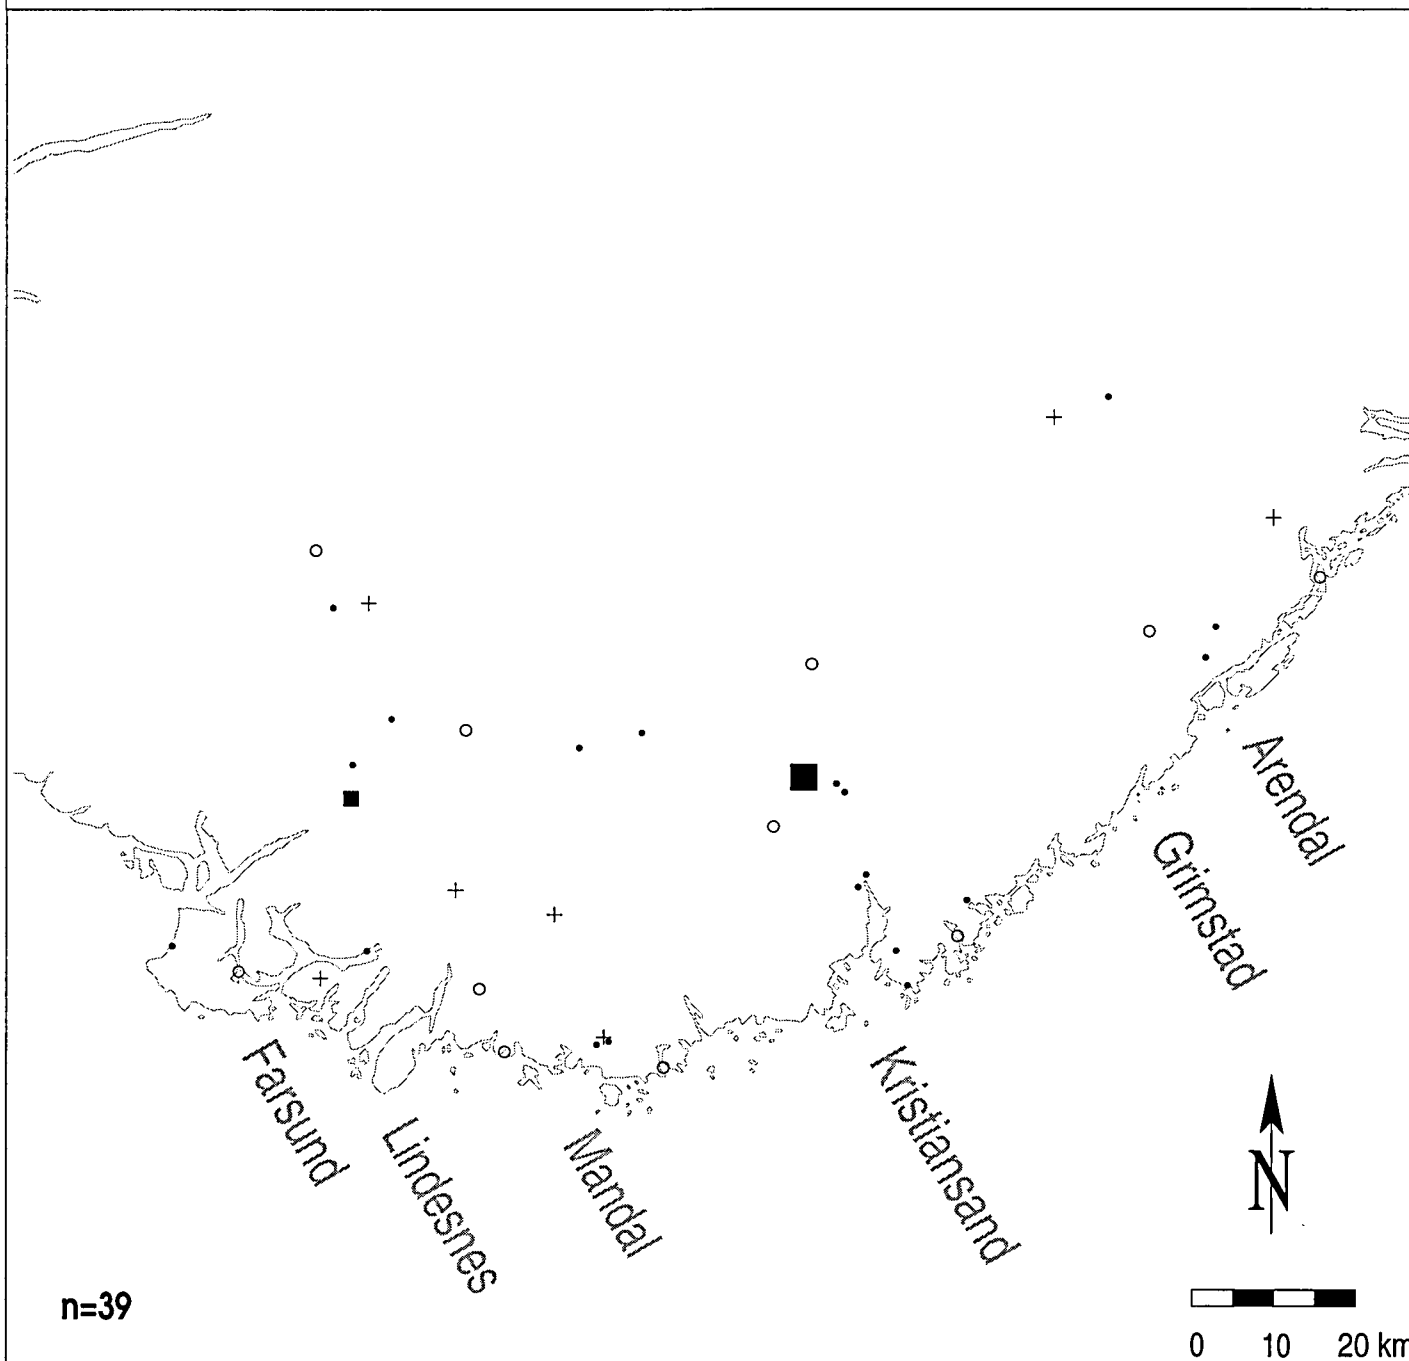 Arendal
Grimstad
Kristiansand
Farsund
Lindesnes
Mandal
N
n=39
0 10 20 km